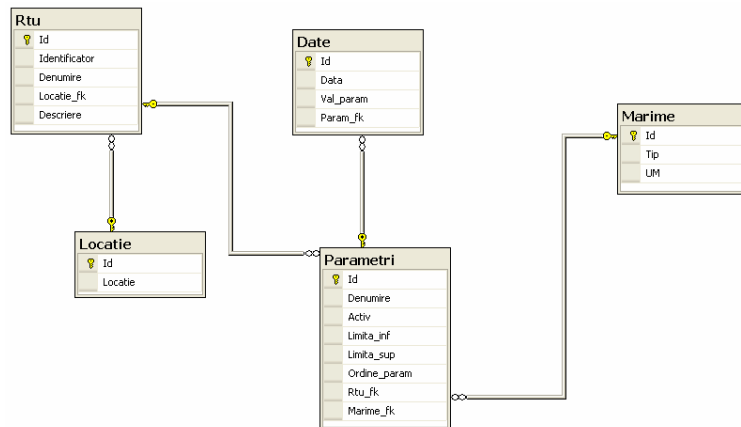 Rtu
Id
Identificator
Denumire
Locatie_fk
Descriere
Date
Id
Data
Val_param
Param_fk
Marime
Id
Tip
UM
Locatie
Id
Locatie
Parametri
Id
Denumire
Activ
Limita_inf
Limita_sup
Ordine_param
Rtu_fk
Marime_fk